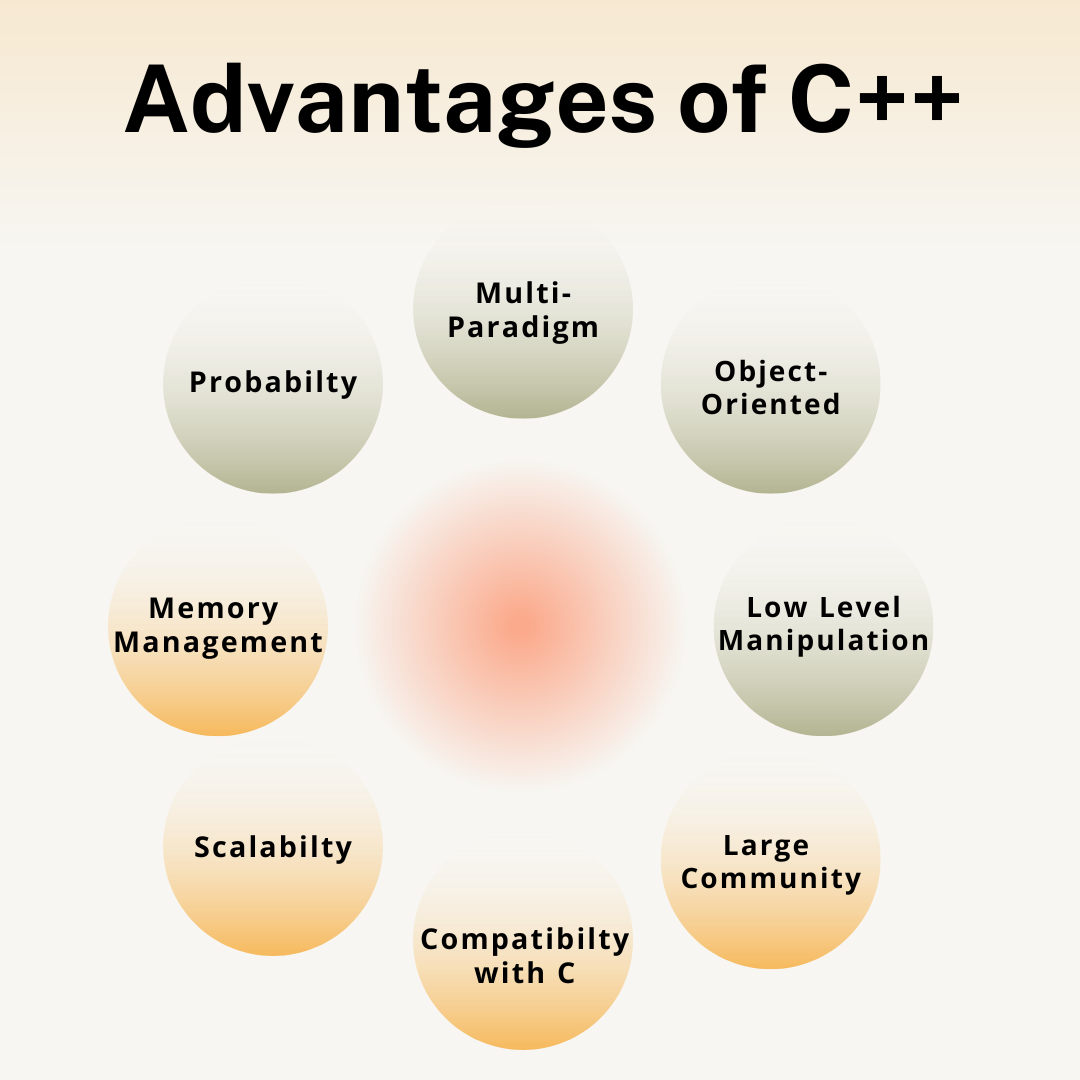 Advantages of C++
Multi-
Paradigm
Probabilty
Object-
Oriented
Memory
Management
Low Level
Manipulation
Scalabilty
Large
Community
Compatibilty
with C